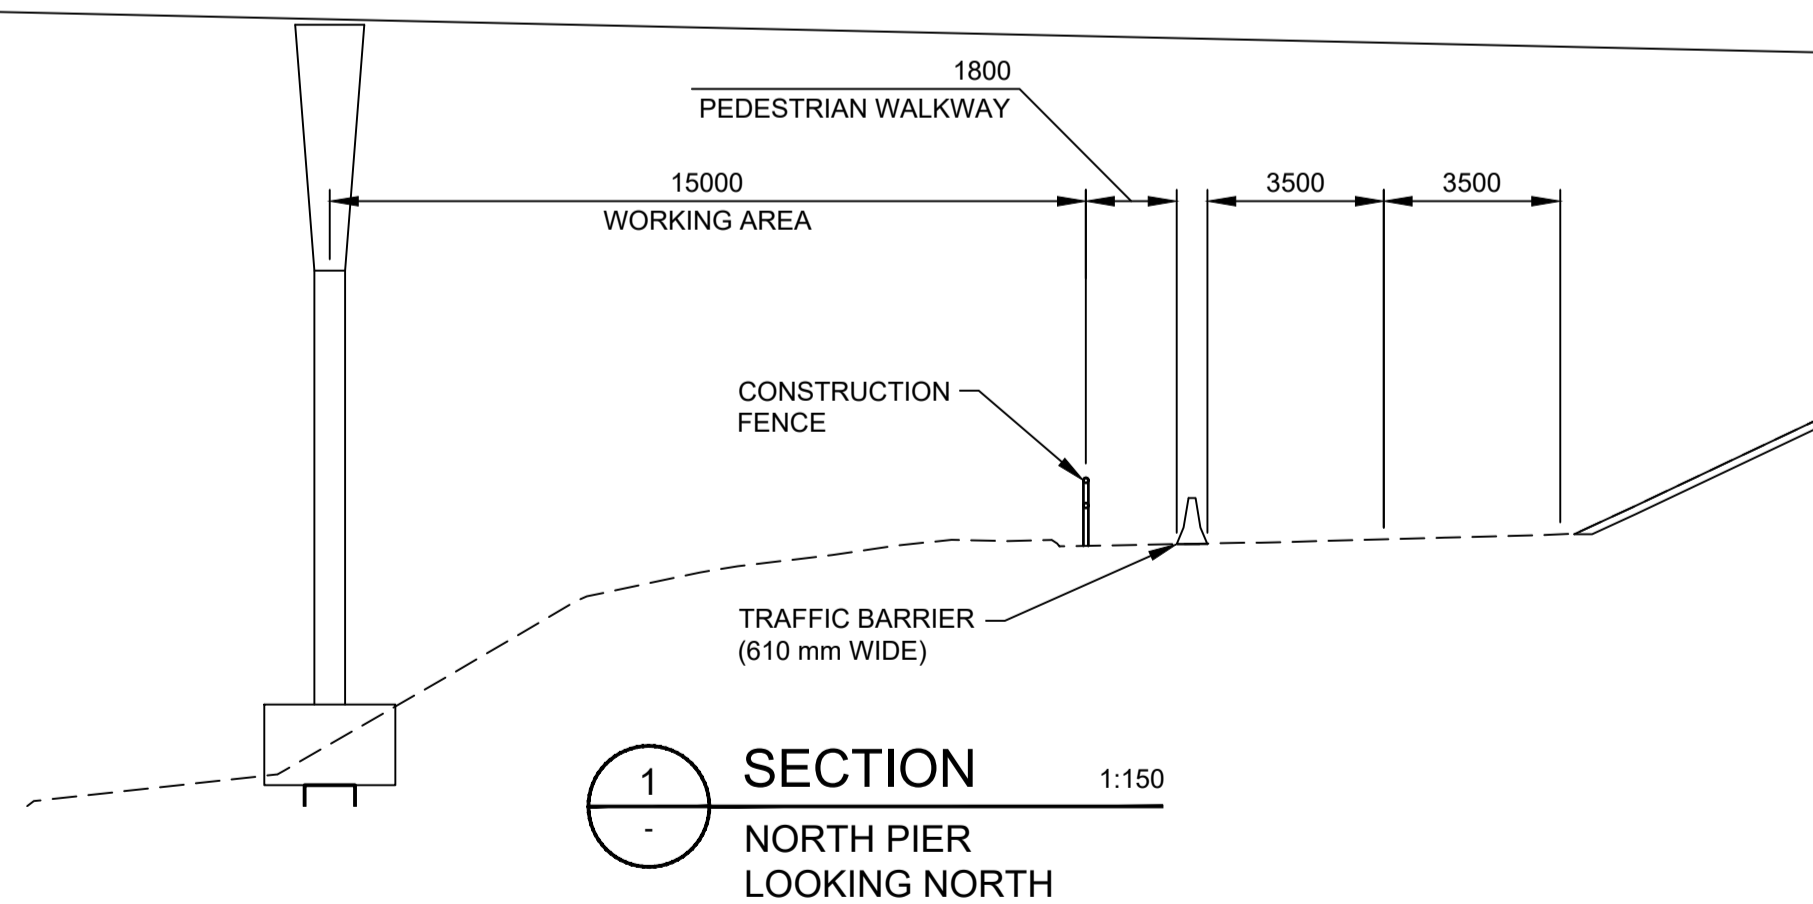 1800
PEDESTRIAN WALKWAY
15000
WORKING AREA
3500
3500
CONSTRUCTION
FENCE
TRAFFIC BARRIER
(610 mm WIDE)
1
-
SECTION
1:150
NORTH PIER
LOOKING NORTH